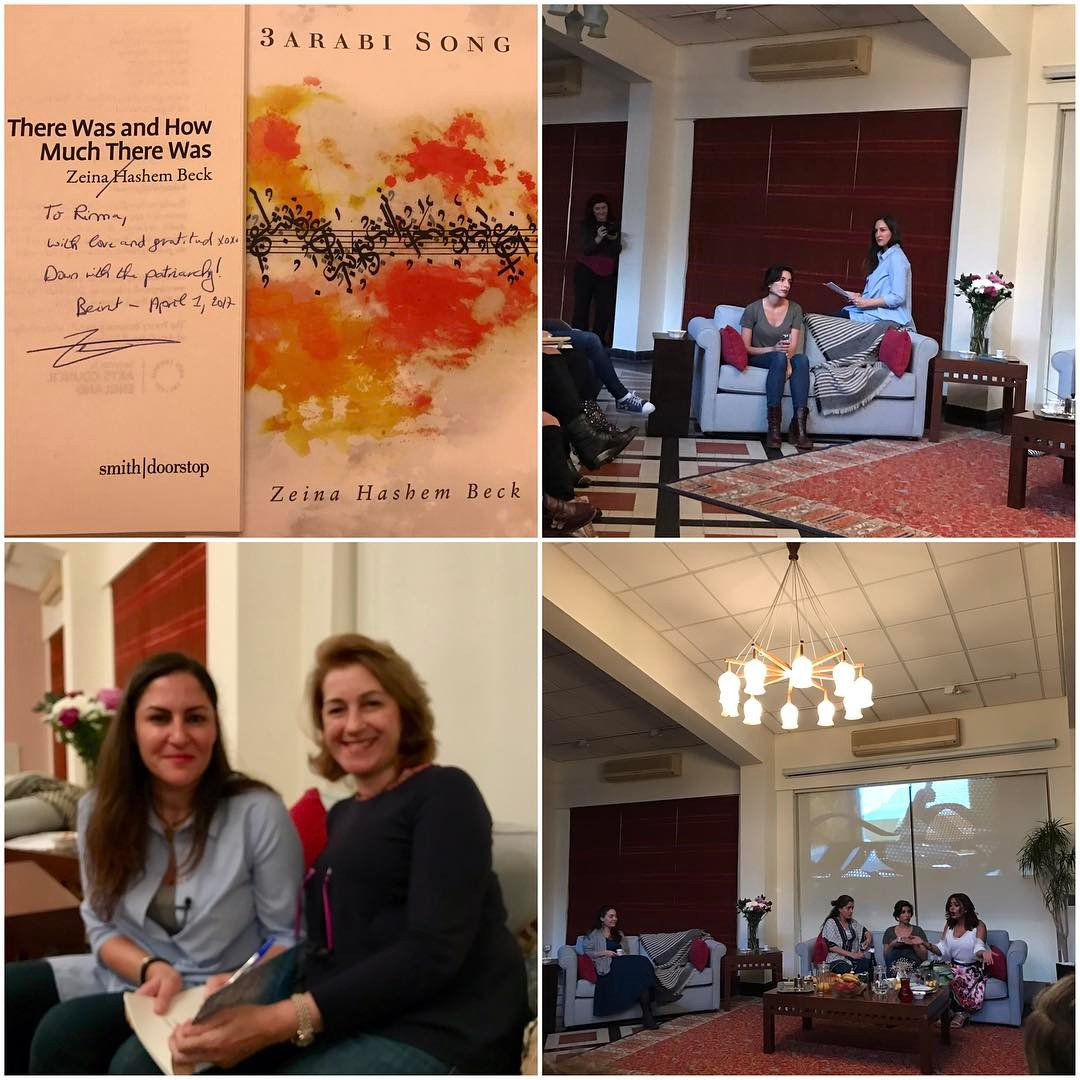 There Was and How
Much There Was
Zeina Hashem Beck
To Rima,
with love and gratitud xoxo
Down with the patriarchy!
Beirut – April 1, 2017
smith|doorstop
3ARABI SONG
Zeina Hashem Beck